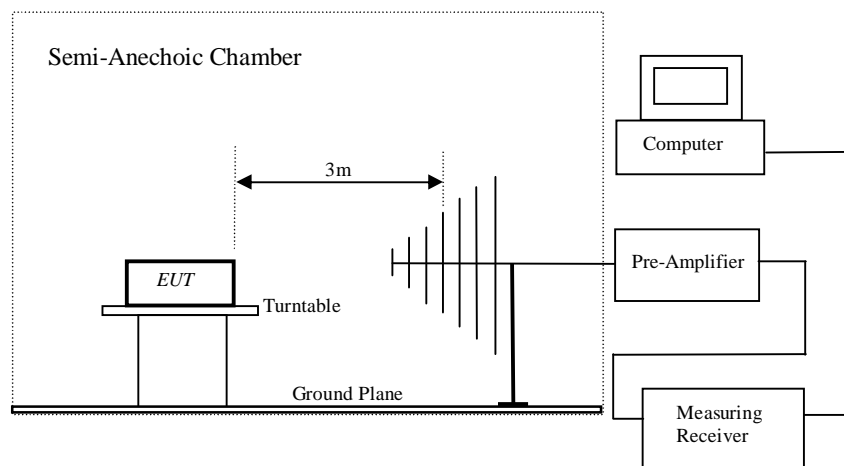 Semi-Anechoic Chamber
Computer
3m
Pre-Amplifier
EUT
Turntable
Ground Plane
Measuring
Receiver